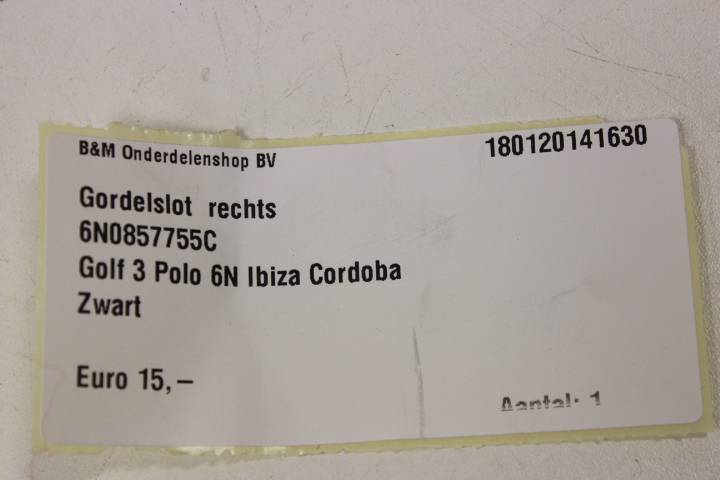 B&M Onderdelenshop BV
180120141630
Gordelslot rechts
6N0857755C
Golf 3 Polo 6N Ibiza Cordoba
Zwart
Euro 15,–
Aantal: 1